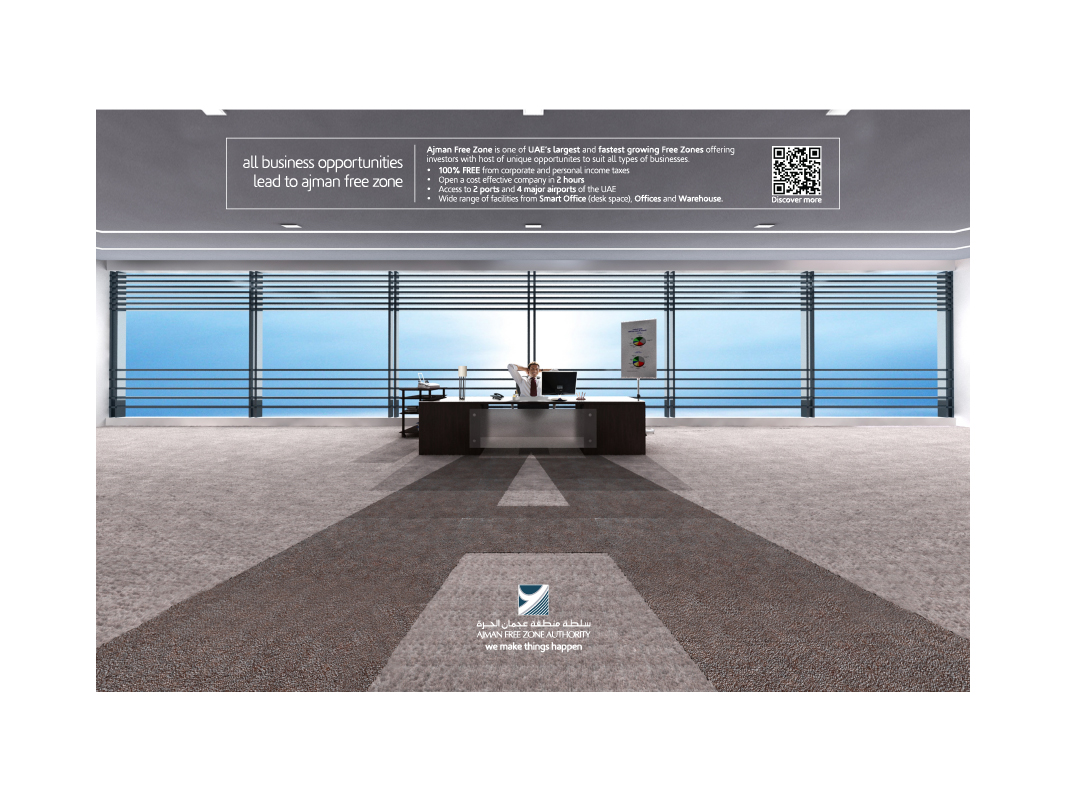 all business opportunities
lead to ajman free zone
Ajman Free Zone is one of UAE's largest and fastest growing Free Zones offering
investors with host of unique opportunites to suit all types of businesses.
• 100% FREE from corporate and personal income taxes
• Open a cost effective company in 2 hours
• Access to 2 ports and 4 major airports of the UAE
• Wide range of facilities from Smart Office (desk space), Offices and Warehouse.
Discover more
سلطة منطقة عجمان الحرة
AJMAN FREE ZONE AUTHORITY
we make things happen